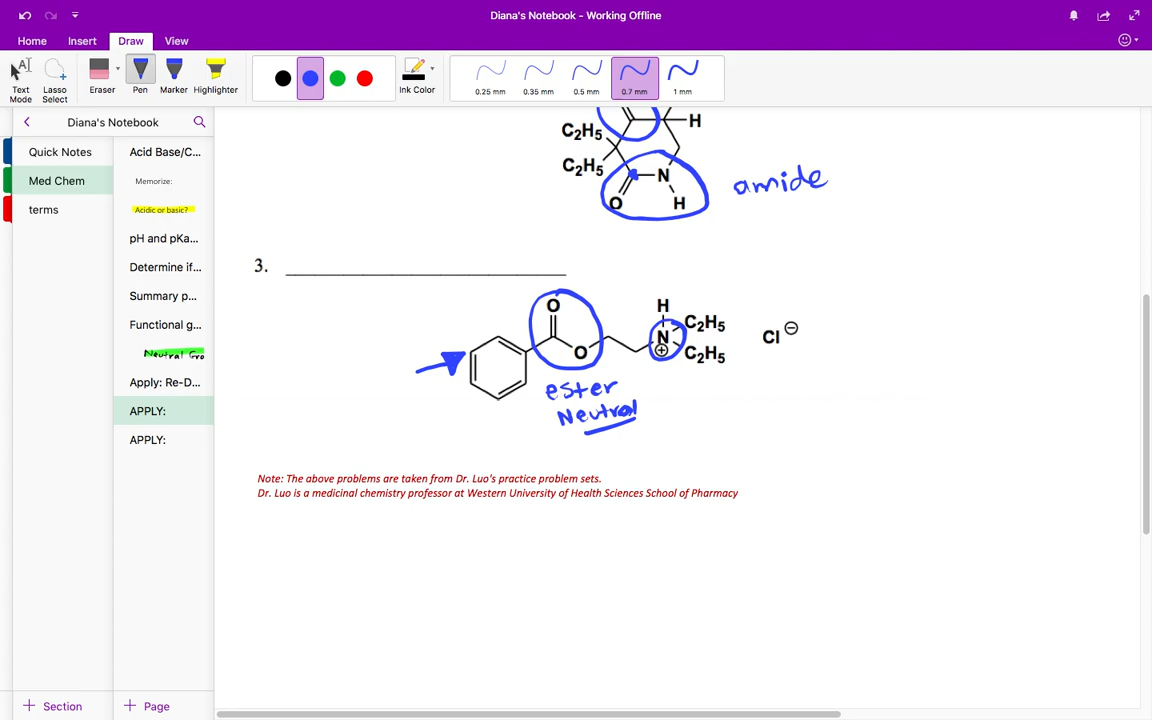 Diana's Notebook - Working Offline
Home Insert Draw View
Text Mode
Lasso Select
Eraser
Pen
Marker
Highlighter
Ink Color
0.25 mm
0.35 mm
0.5 mm
0.7 mm
1 mm
Diana's Notebook
Quick Notes
Med Chem
terms
Acid Base/C...
Memorize:
Acidic or basic?
pH and pKa...
Determine if...
Summary p...
Functional g...
Neutral Gro
Apply: Re-D...
APPLY:
APPLY:
+ Section
+ Page
C2H5
H
C2H5
N
O
H
amide
3. ____________________________
O
H
C2H5
N
O
⊕
C2H5
Cl ⊖
ester
Neutral
Note: The above problems are taken from Dr. Luo's practice problem sets.
Dr. Luo is a medicinal chemistry professor at Western University of Health Sciences School of Pharmacy